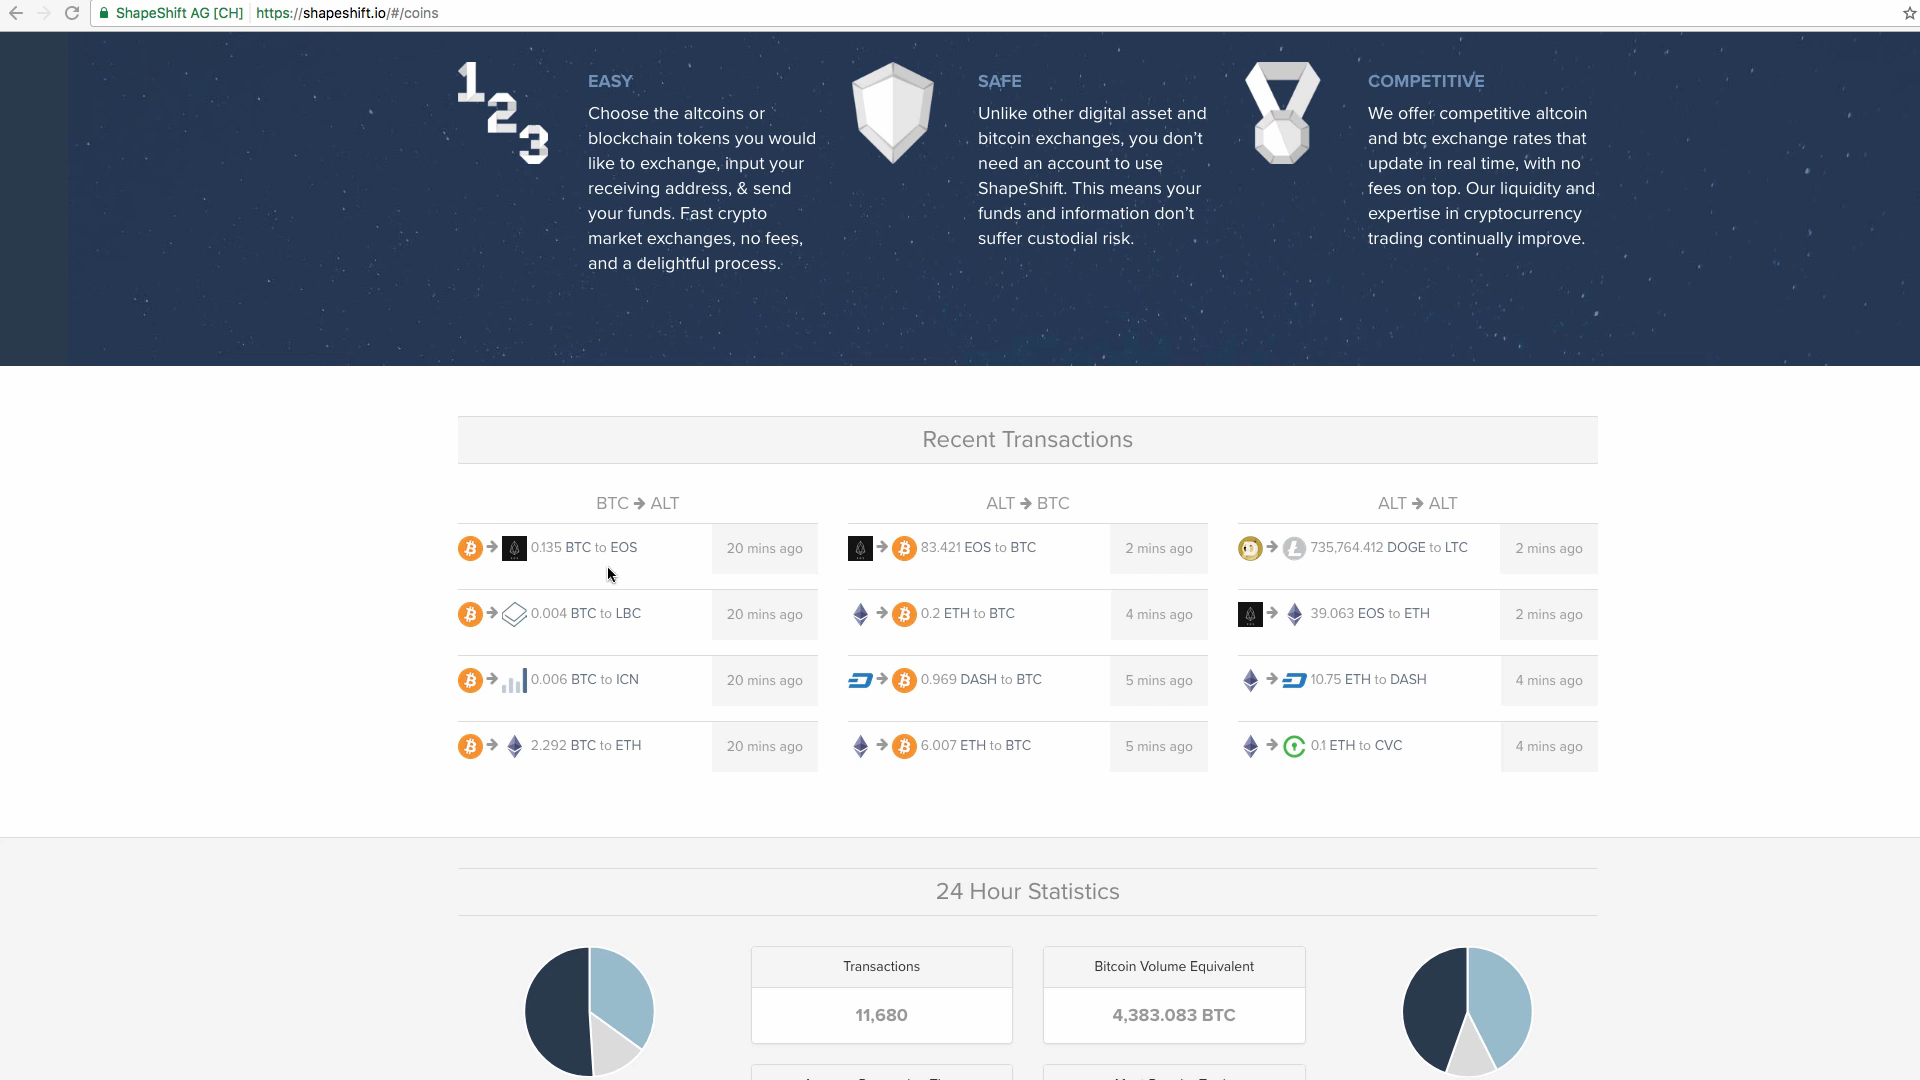 ShapeShift AG [CH] https://shapeshift.io/#/coins
1
2
3
EASY
Choose the altcoins or
blockchain tokens you would
like to exchange, input your
receiving address, & send
your funds. Fast crypto
market exchanges, no fees,
and a delightful process.
SAFE
Unlike other digital asset and
bitcoin exchanges, you don’t
need an account to use
ShapeShift. This means your
funds and information don’t
suffer custodial risk.
COMPETITIVE
We offer competitive altcoin
and btc exchange rates that
update in real time, with no
fees on top. Our liquidity and
expertise in cryptocurrency
trading continually improve.
Recent Transactions
BTC → ALT
0.135 BTC to EOS 20 mins ago
0.004 BTC to LBC 20 mins ago
0.006 BTC to ICN 20 mins ago
2.292 BTC to ETH 20 mins ago
ALT → BTC
83.421 EOS to BTC 2 mins ago
0.2 ETH to BTC 4 mins ago
0.969 DASH to BTC 5 mins ago
6.007 ETH to BTC 5 mins ago
ALT → ALT
735,764.412 DOGE to LTC 2 mins ago
39.063 EOS to ETH 2 mins ago
10.75 ETH to DASH 4 mins ago
0.1 ETH to CVC 4 mins ago
24 Hour Statistics
Transactions
11,680
Bitcoin Volume Equivalent
4,383.083 BTC